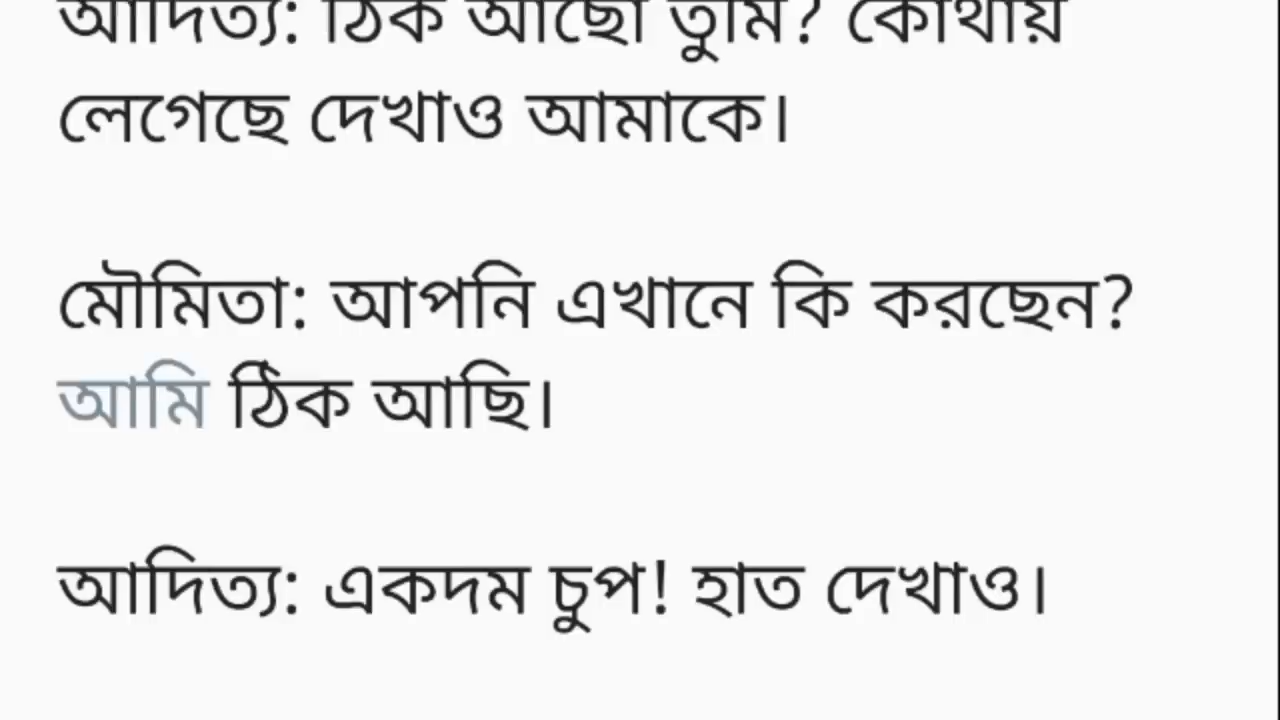 আদিত্য: ঠিক আছো তুমি? কোথায়
লেগেছে দেখাও আমাকে।
মৌমিতা: আপনি এখানে কি করছেন?
আমি ঠিক আছি।
আদিত্য: একদম চুপ! হাত দেখাও।